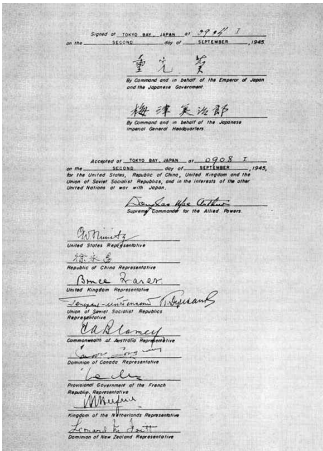 Signed at TOKYO BAY, JAPAN at 0904 I
on the SECOND day of SEPTEMBER, 1945
重光葵
By Command and in behalf of the Emperor of Japan
and the Japanese Government.
梅津美治郎
By Command and in behalf of the Japanese
Imperial General Headquarters.
Accepted at TOKYO BAY, JAPAN at 0908 I
on the SECOND day of SEPTEMBER, 1945,
for the United States, Republic of China, United Kingdom and the
Union of Soviet Socialist Republics, and in the interests of the other
United Nations at war with Japan.
Douglas MacArthur
Supreme Commander for the Allied Powers.
C.W. Nimitz
United States Representative
徐永昌
Republic of China Representative
Bruce Fraser
United Kingdom Representative
Union of Soviet Socialist Republics
Representative
T.A. Blamey
Commonwealth of Australia Representative
Dominion of Canada Representative
Provisional Government of the French
Republic Representative
Kingdom of the Netherlands Representative
Leonard M. Isitt
Dominion of New Zealand Representative